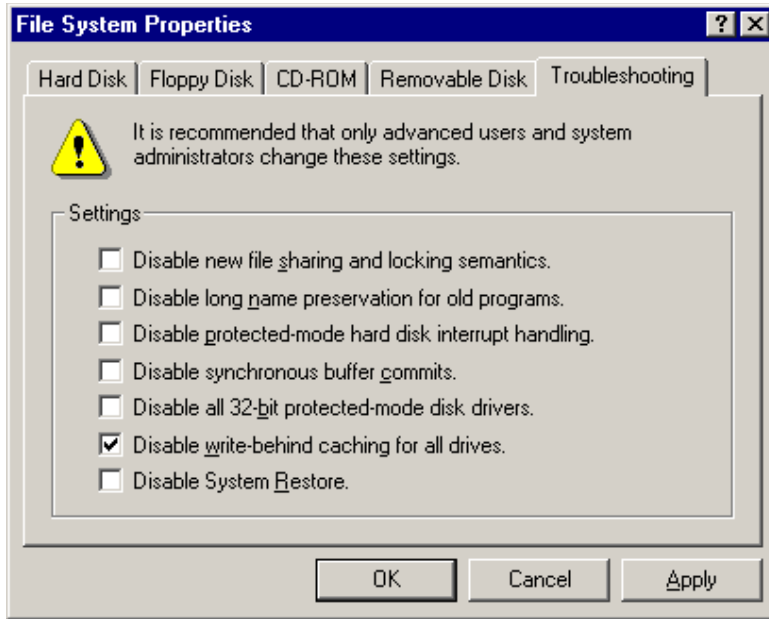 File System Properties
Hard Disk Floppy Disk CD-ROM Removable Disk Troubleshooting
It is recommended that only advanced users and system
administrators change these settings.
Settings
Disable new file sharing and locking semantics.
Disable long name preservation for old programs.
Disable protected-mode hard disk interrupt handling.
Disable synchronous buffer commits.
Disable all 32-bit protected-mode disk drivers.
Disable write-behind caching for all drives.
Disable System Restore.
OK Cancel Apply